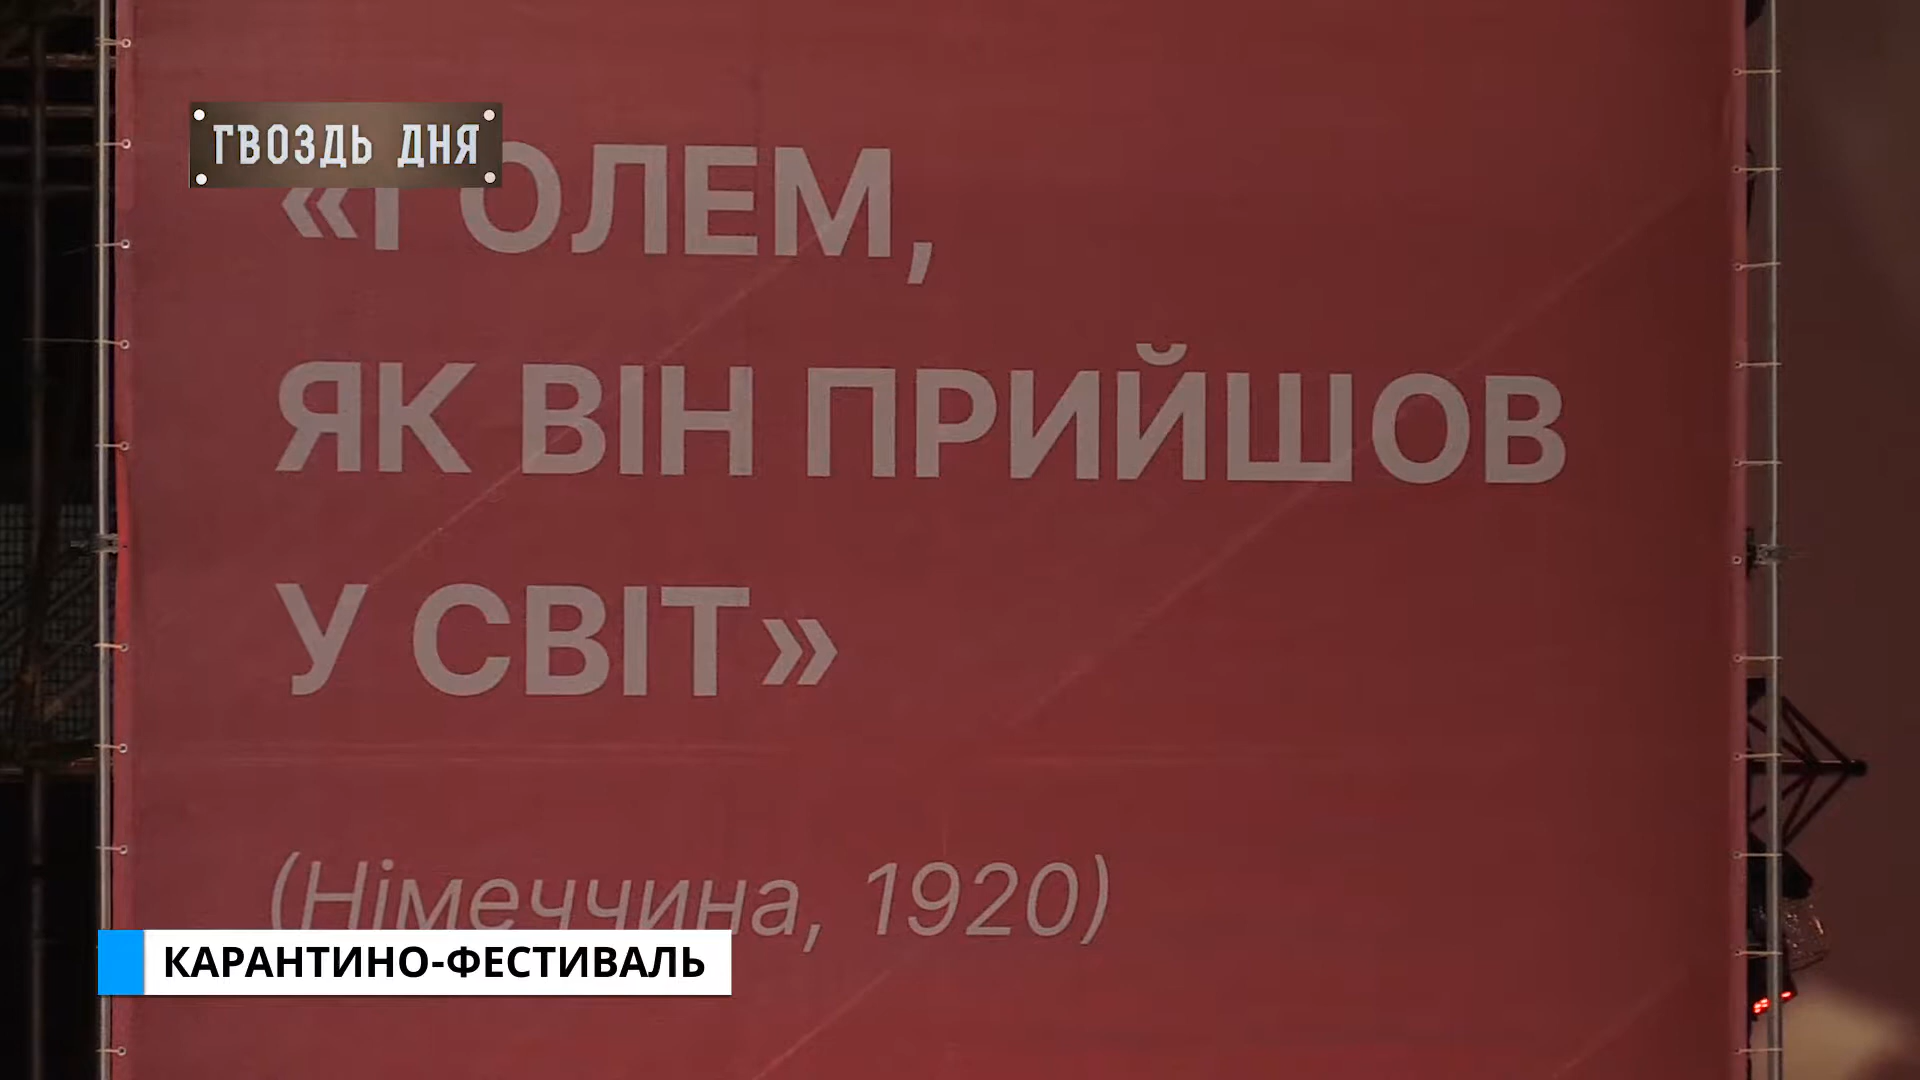 ГВОЗДЬ ДНЯ
«ГОЛЕМ,
ЯК ВІН ПРИЙШОВ
У СВІТ»
(Німеччина, 1920)
КАРАНТИНО-ФЕСТИВАЛЬ